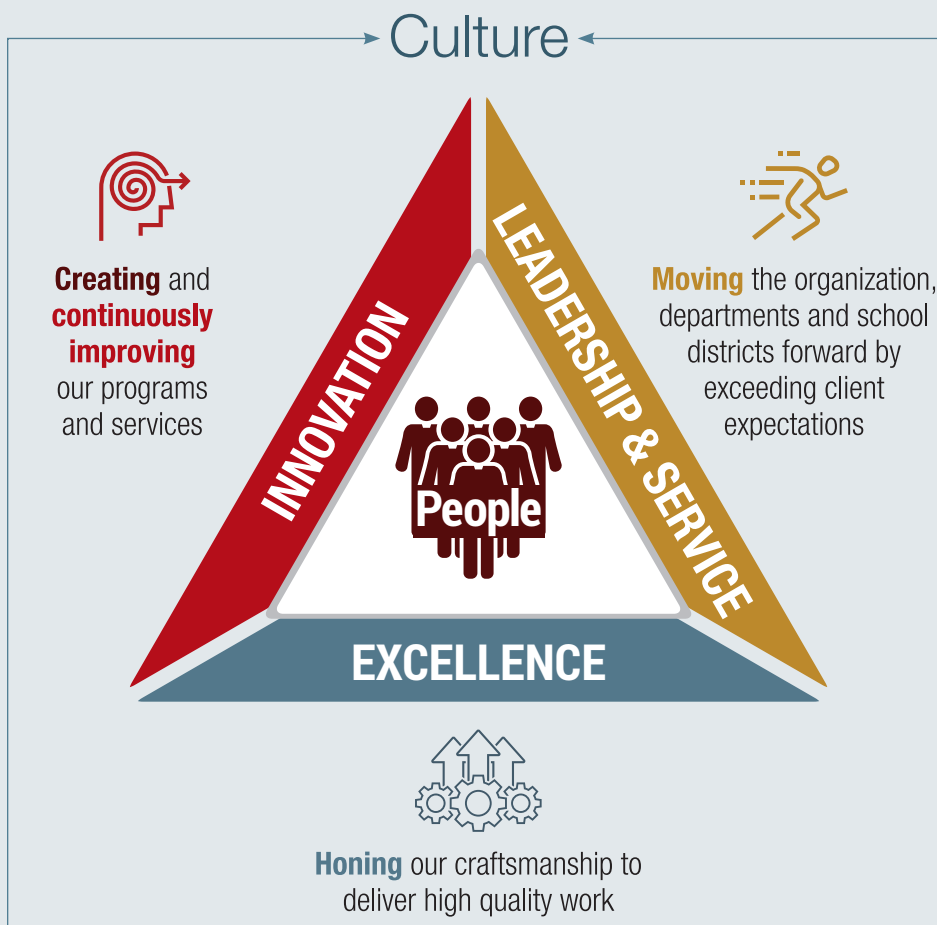 Culture
Creating and
continuously
improving
our programs
and services
INNOVATION
LEADERSHIP & SERVICE
Moving the organization,
departments and school
districts forward by
exceeding client
expectations
People
EXCELLENCE
Honing our craftsmanship to
deliver high quality work